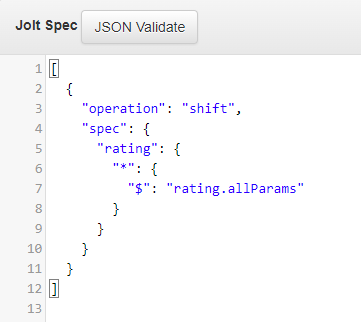 Jolt Spec JSON Validate
1 [
2   {
3     "operation": "shift",
4     "spec": {
5       "rating": {
6         "*": {
7           "$": "rating.allParams"
8         }
9       }
10     }
11   }
12 ]
13